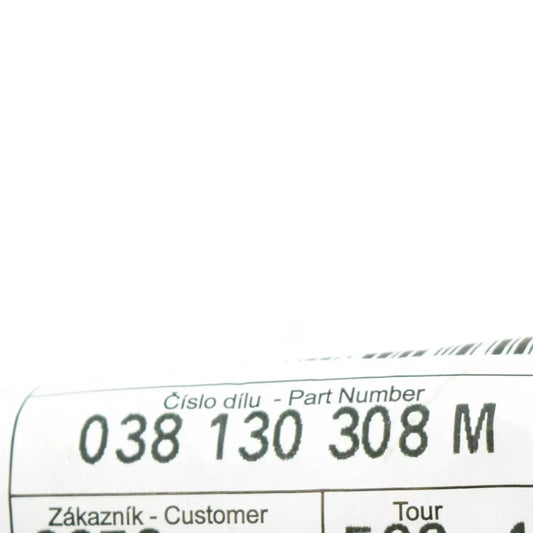 Číslo dílu - Part Number
038 130 308 M
Zákazník - Customer
Tour